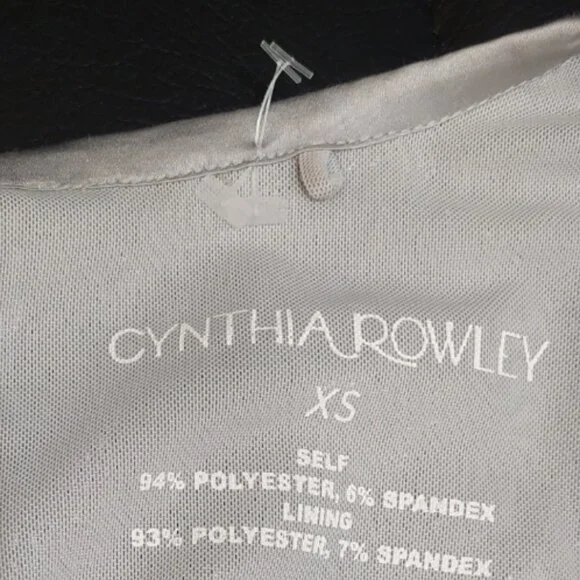 CYNTHIA ROWLEY
XS
SELF
94% POLYESTER, 6% SPANDEX
LINING
93% POLYESTER, 7% SPANDEX